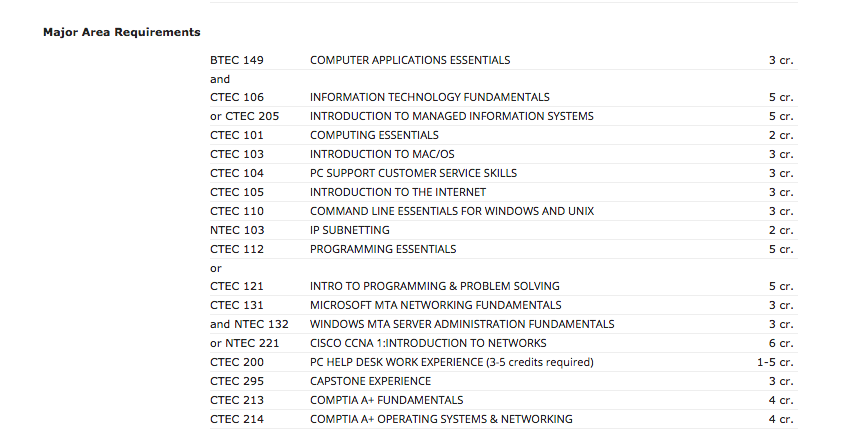 Major Area Requirements
BTEC 149 COMPUTER APPLICATIONS ESSENTIALS 3 cr.
and
CTEC 106 INFORMATION TECHNOLOGY FUNDAMENTALS 5 cr.
or CTEC 205 INTRODUCTION TO MANAGED INFORMATION SYSTEMS 5 cr.
CTEC 101 COMPUTING ESSENTIALS 2 cr.
CTEC 103 INTRODUCTION TO MAC/OS 3 cr.
CTEC 104 PC SUPPORT CUSTOMER SERVICE SKILLS 3 cr.
CTEC 105 INTRODUCTION TO THE INTERNET 3 cr.
CTEC 110 COMMAND LINE ESSENTIALS FOR WINDOWS AND UNIX 3 cr.
NTEC 103 IP SUBNETTING 2 cr.
CTEC 112 PROGRAMMING ESSENTIALS 5 cr.
or
CTEC 121 INTRO TO PROGRAMMING & PROBLEM SOLVING 5 cr.
CTEC 131 MICROSOFT MTA NETWORKING FUNDAMENTALS 3 cr.
and NTEC 132 WINDOWS MTA SERVER ADMINISTRATION FUNDAMENTALS 3 cr.
or NTEC 221 CISCO CCNA 1:INTRODUCTION TO NETWORKS 6 cr.
CTEC 200 PC HELP DESK WORK EXPERIENCE (3-5 credits required) 1-5 cr.
CTEC 295 CAPSTONE EXPERIENCE 3 cr.
CTEC 213 COMPTIA A+ FUNDAMENTALS 4 cr.
CTEC 214 COMPTIA A+ OPERATING SYSTEMS & NETWORKING 4 cr.